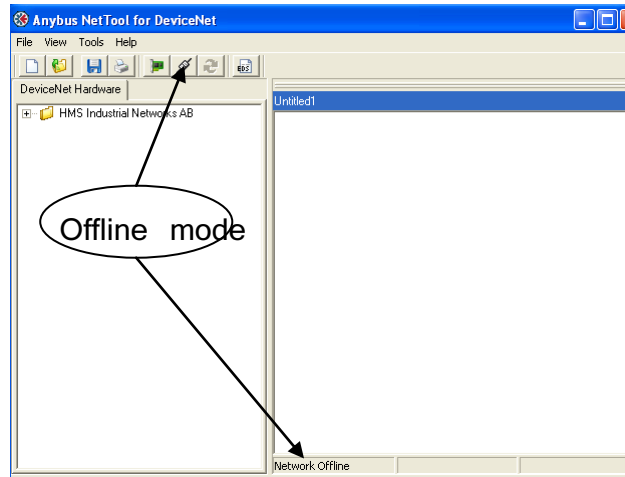 Anybus NetTool for DeviceNet
File View Tools Help
EDS
DeviceNet Hardware
Untitled1
HMS Industrial Networks AB
Offline mode
Network Offline